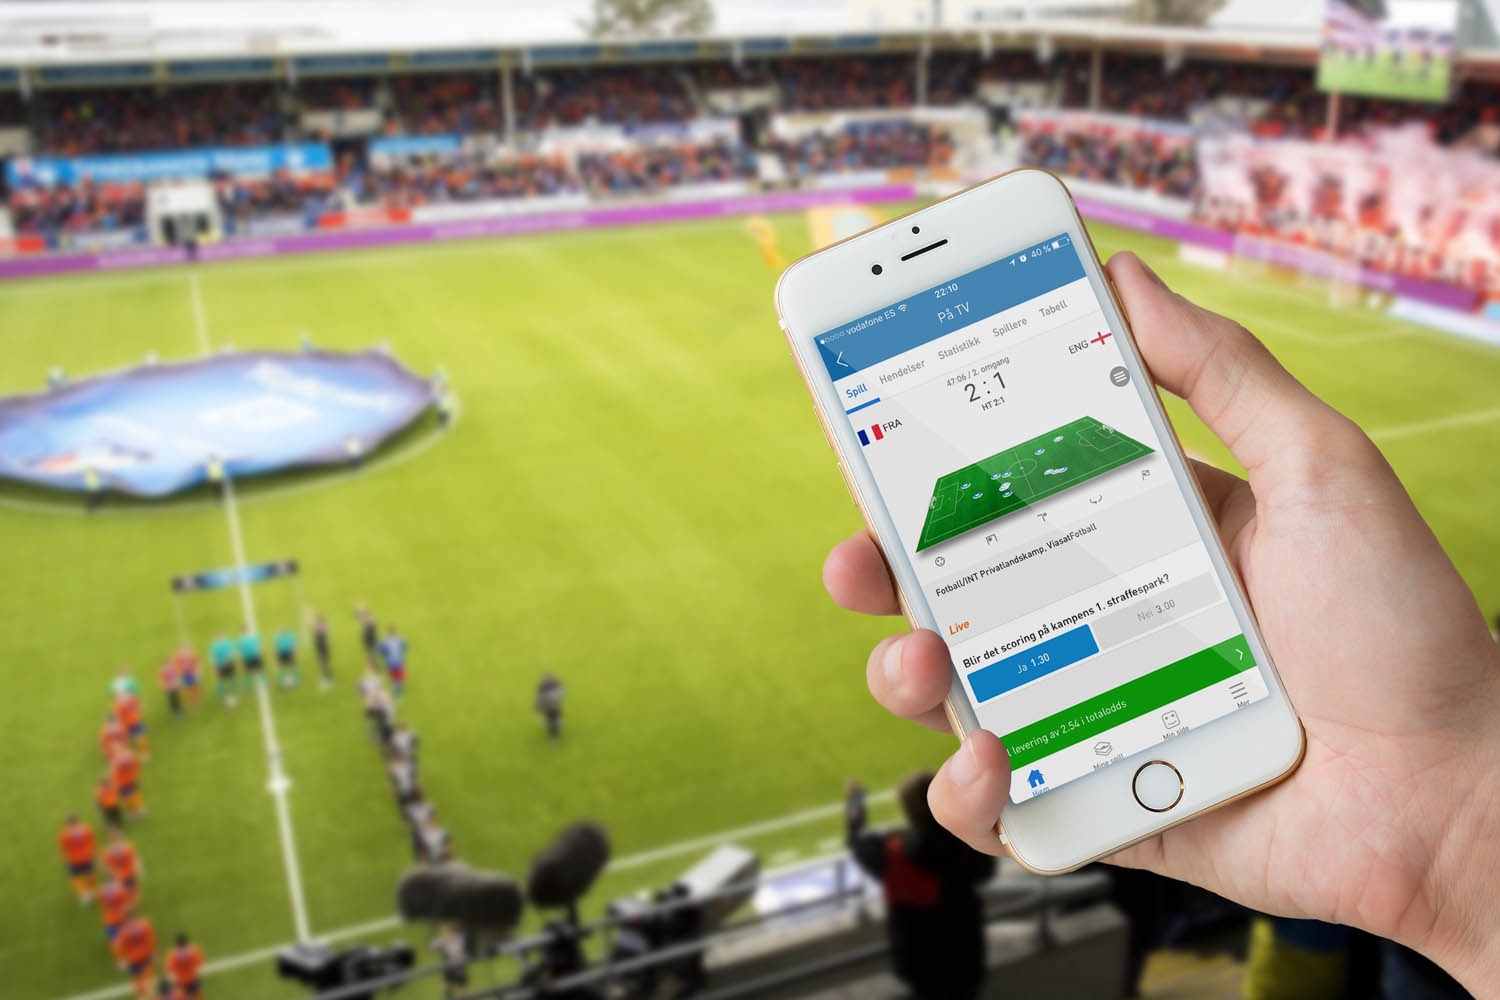 vodafone ES
22:10
40 %
På TV
Spill
Hendelser
Statistikk
Spillere
Tabell
47:06 / 2. omgang
FRA
2 : 1
ENG
HT 2:1
Fotball/INT Privatlandskamp, ViasatFotball
Live
Blir det scoring på kampens 1. straffespark?
Ja 1.30
Nei 3.00
levering av 2.54 i totalodds
Hjem
Mine spill
Min side
Mer